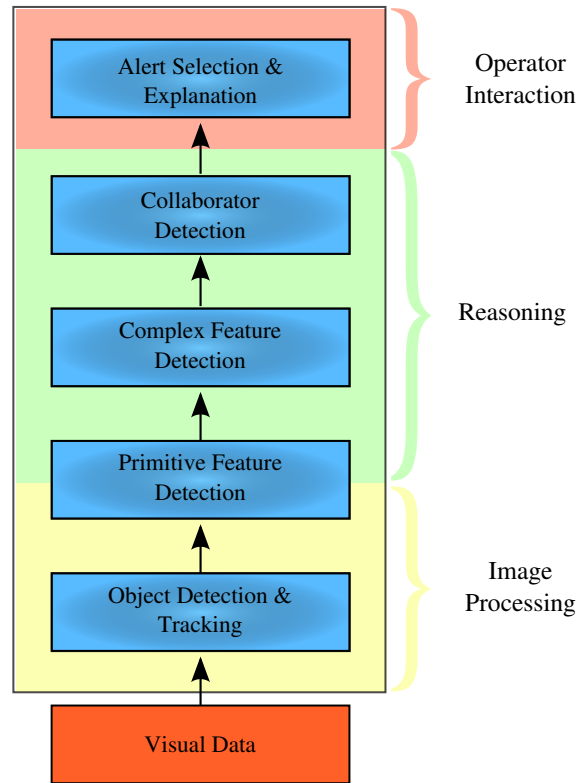 Alert Selection &
Explanation
Operator
Interaction
Collaborator
Detection
Complex Feature
Detection
Reasoning
Primitive Feature
Detection
Object Detection &
Tracking
Image
Processing
Visual Data